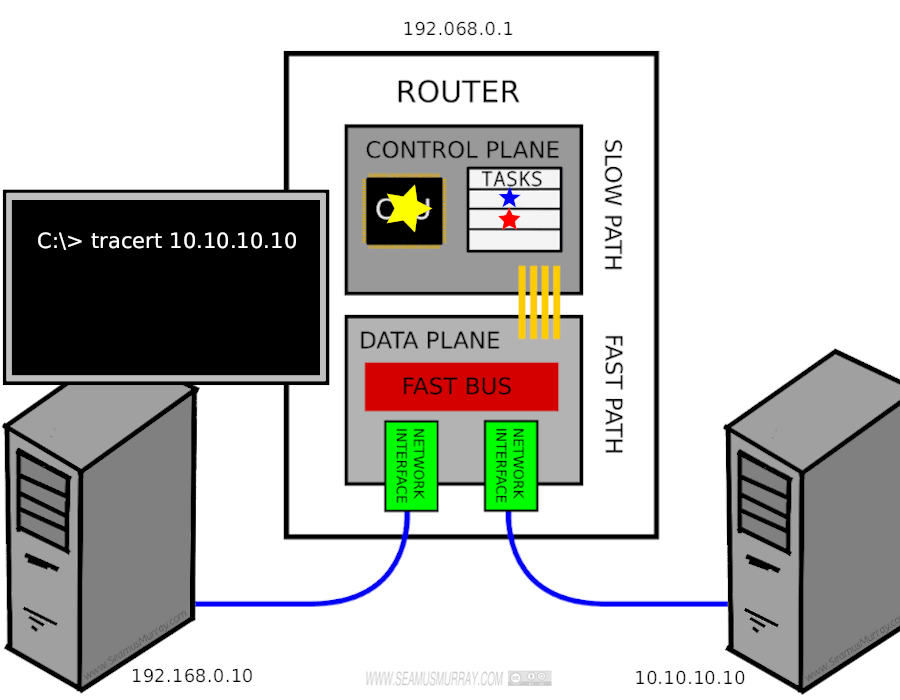 192.068.0.1
ROUTER
CONTROL PLANE
TASKS
SLOW PATH
C:\> tracert 10.10.10.10
DATA PLANE
FAST BUS
FAST PATH
NETWORK
INTERFACE
NETWORK
INTERFACE
www.SeamusMurray.com
www.SeamusMurray.com
192.168.0.10
WWW.SEAMUSMURRAY.COM
10.10.10.10